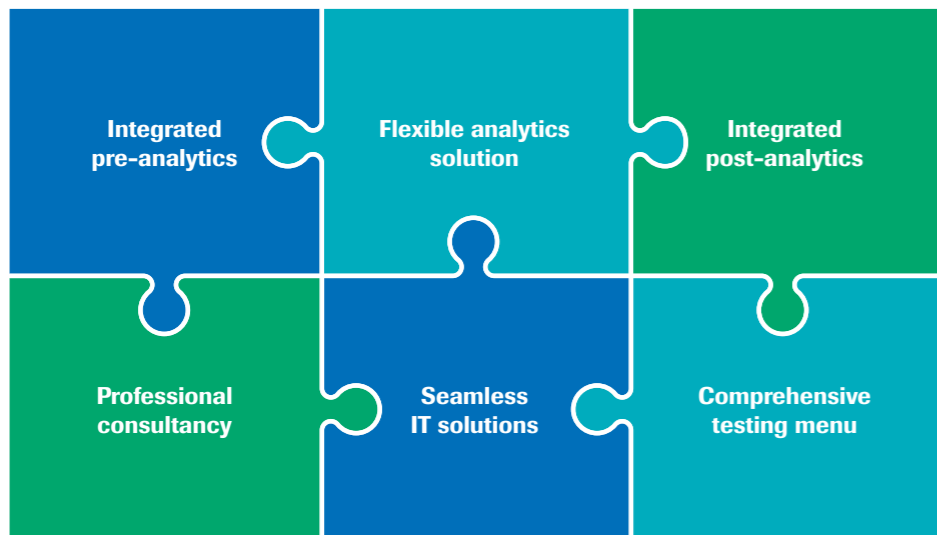 Integrated
pre-analytics
Flexible analytics
solution
Integrated
post-analytics
Professional
consultancy
Seamless
IT solutions
Comprehensive
testing menu